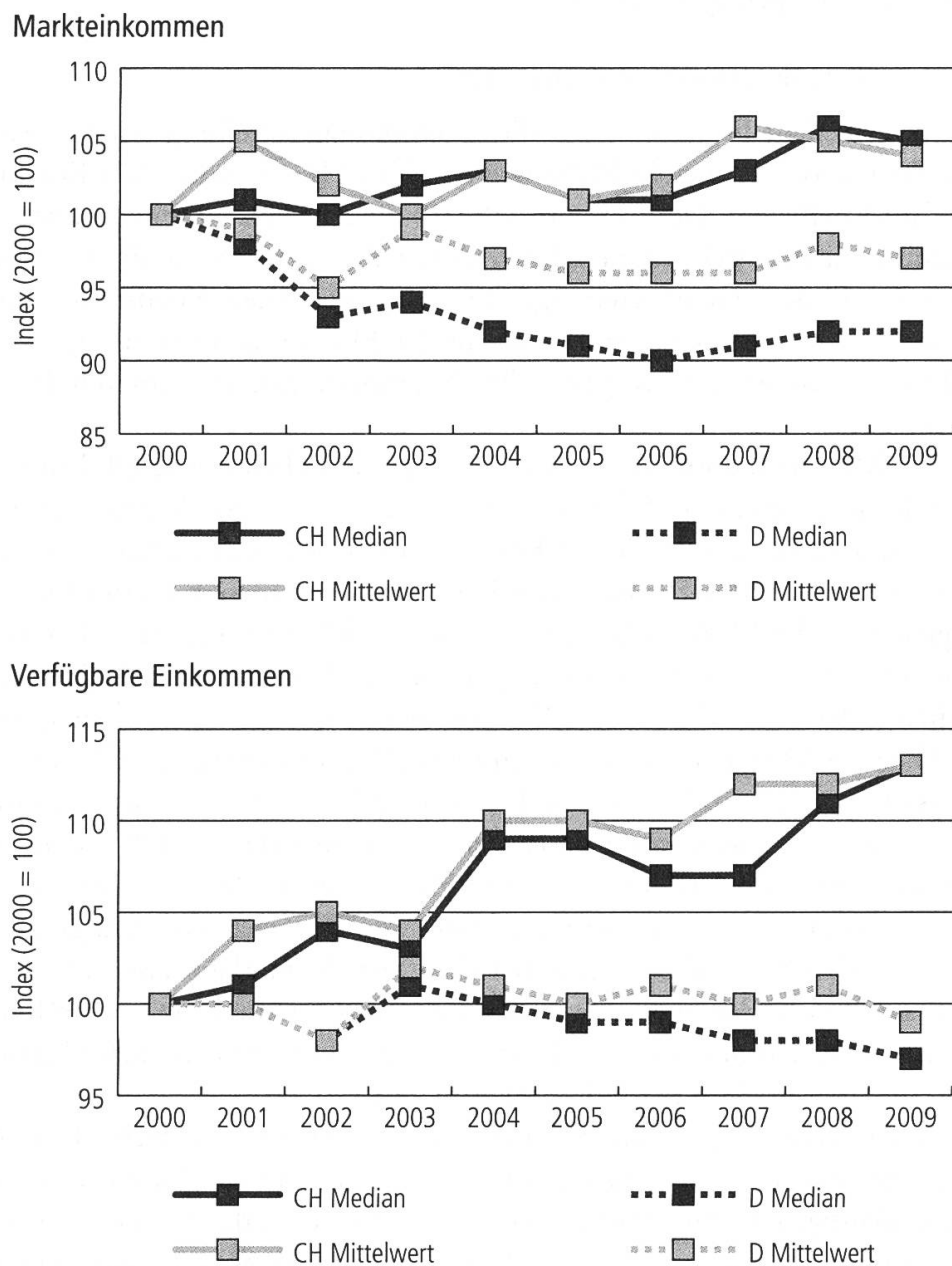 Markteinkommen
110
105
100
95
90
85
Index (2000 = 100)
2000 2001 2002 2003 2004 2005 2006 2007 2008 2009
CH Median
D Median
CH Mittelwert
D Mittelwert
Verfügbare Einkommen
115
110
105
100
95
Index (2000 = 100)
2000 2001 2002 2003 2004 2005 2006 2007 2008 2009
CH Median
D Median
CH Mittelwert
D Mittelwert